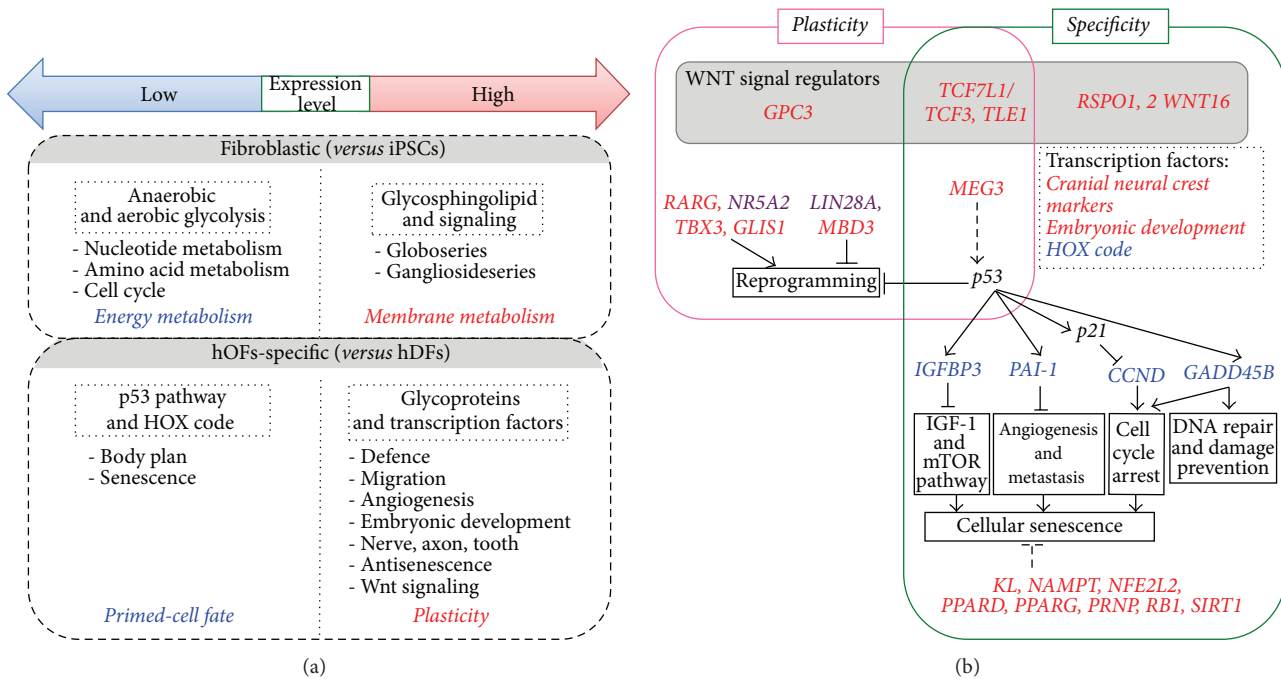 Low
Expression
level
High
Fibroblastic (versus iPSCs)
Anaerobic
and aerobic glycolysis
- Nucleotide metabolism
- Amino acid metabolism
- Cell cycle
Energy metabolism
Glycosphingolipid
and signaling
- Globoseries
- Gangliosideseries
Membrane metabolism
hOFs-specific (versus hDFs)
p53 pathway
and HOX code
- Body plan
- Senescence
Primed-cell fate
Glycoproteins
and transcription factors
- Defence
- Migration
- Angiogenesis
- Embryonic development
- Nerve, axon, tooth
- Antisenescence
- Wnt signaling
Plasticity
(a)
Plasticity
Specificity
WNT signal regulators
GPC3
TCF7L1/
TCF3, TLE1
RSPO1, 2 WNT16
Transcription factors:
Cranial neural crest
markers
Embryonic development
HOX code
RARG, NR5A2
TBX3, GLIS1
LIN28A,
MBD3
MEG3
Reprogramming
p53
p21
IGFBP3
PAI-1
CCND
GADD45B
IGF-1
and
mTOR
pathway
Angiogenesis
and
metastasis
Cell
cycle
arrest
DNA repair
and damage
prevention
Cellular senescence
KL, NAMPT, NFE2L2,
PPARD, PPARG, PRNP, RB1, SIRT1
(b)